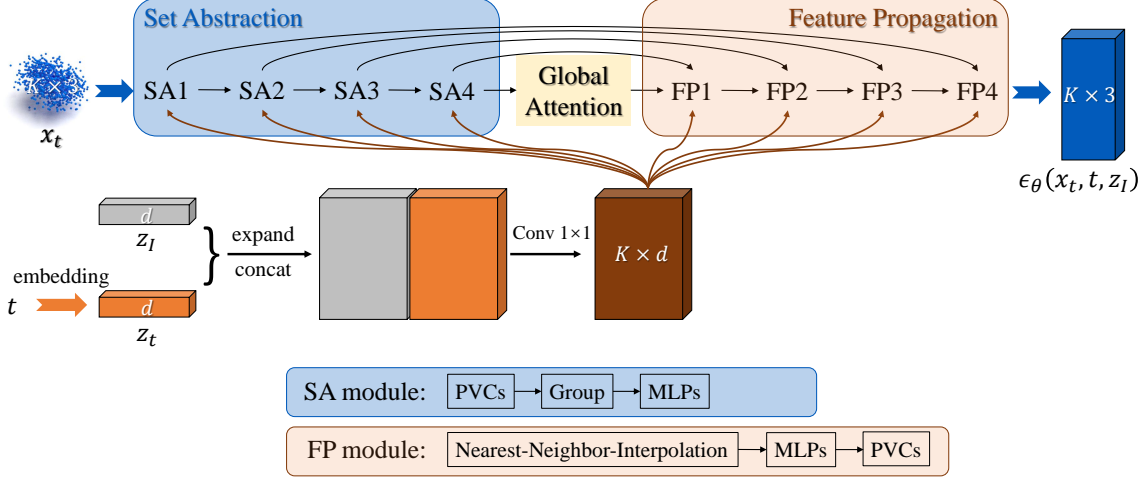 Set Abstraction
Feature Propagation
K × 3
SA1
SA2
SA3
SA4
Global
Attention
FP1
FP2
FP3
FP4
K × 3
x_t
ϵ_θ(x_t, t, z_I)
d
z_I
expand
concat
Conv 1×1
K × d
embedding
t
d
z_t
SA module:
PVCs
Group
MLPs
FP module:
Nearest-Neighbor-Interpolation
MLPs
PVCs